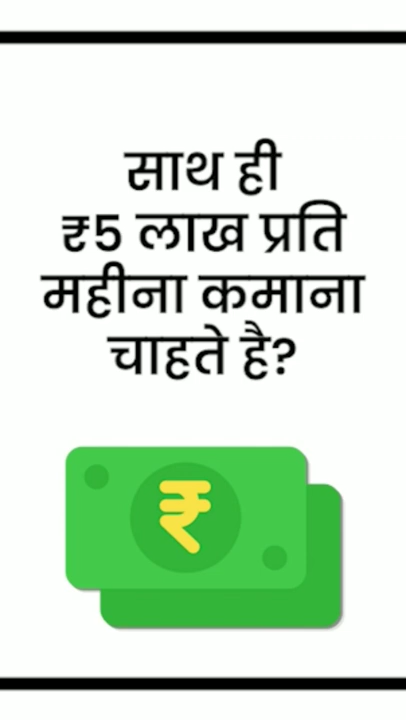 साथ ही
₹5 लाख प्रति
महीना कमाना
चाहते है?
₹